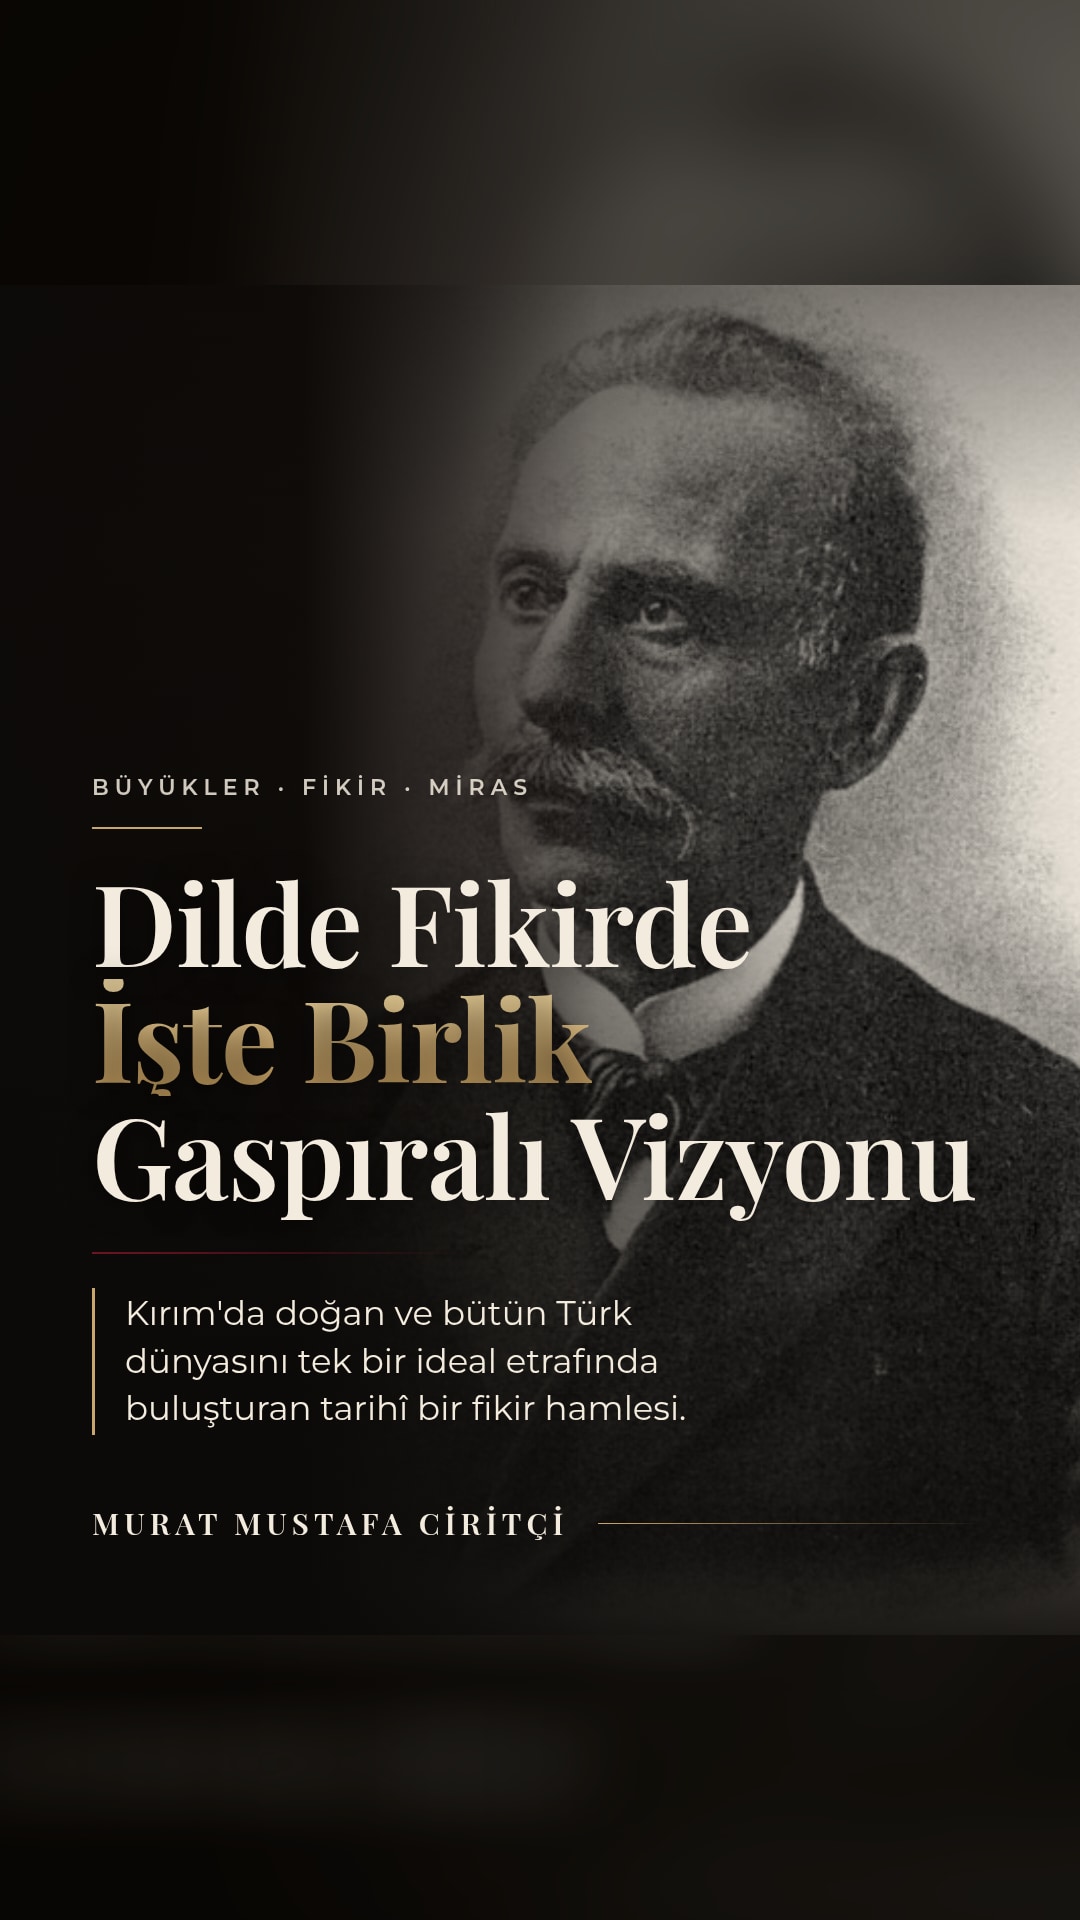 BÜYÜKLER · FİKİR · MİRAS
Dilde Fikirde
İşte Birlik
Gaspıralı Vizyonu
Kırım'da doğan ve bütün Türk
dünyasını tek bir ideal etrafında
buluşturan tarihî bir fikir hamlesi.
MURAT MUSTAFA CİRİTÇİ